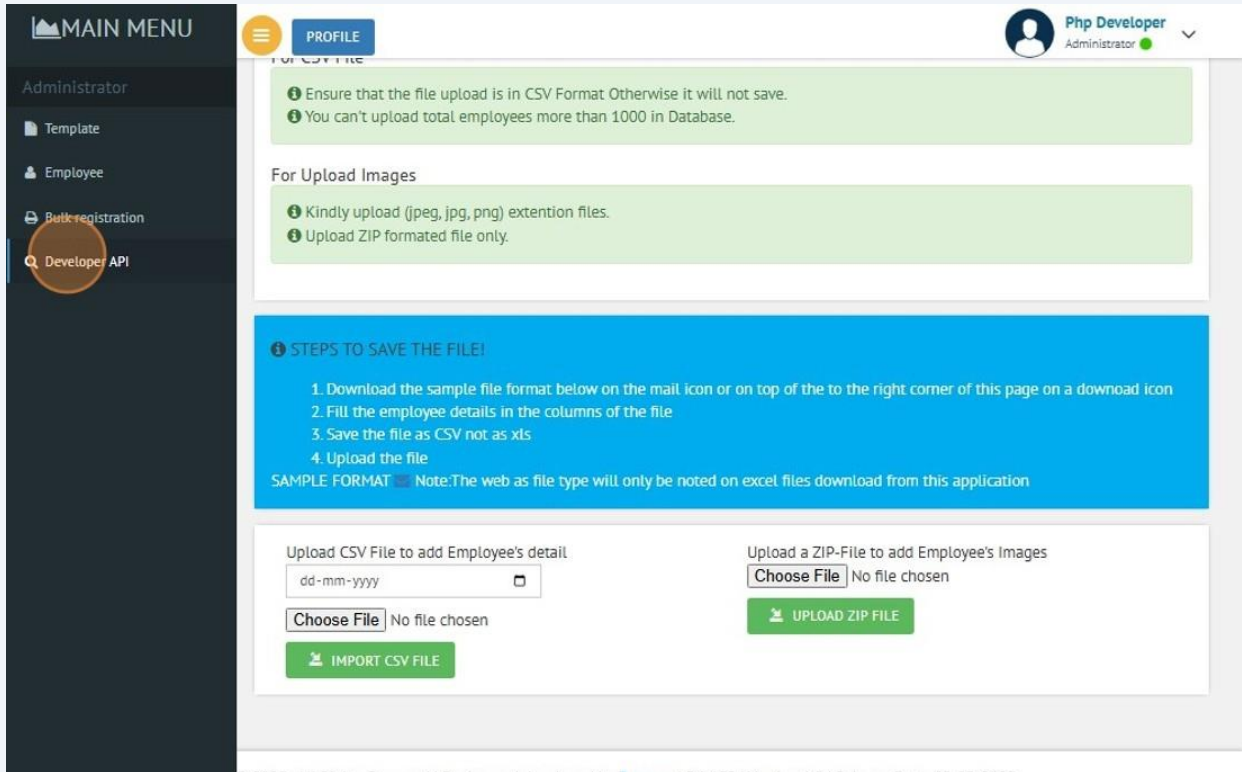 MAIN MENU
PROFILE
Php Developer
Administrator
Administrator
Template
Employee
Bulk registration
Developer API
For CSV File
Ensure that the file upload is in CSV Format Otherwise it will not save.
You can't upload total employees more than 1000 in Database.
For Upload Images
Kindly upload (jpeg, jpg, png) extention files.
Upload ZIP formated file only.
STEPS TO SAVE THE FILE!
1. Download the sample file format below on the mail icon or on top of the to the right corner of this page on a downoad icon
2. Fill the employee details in the columns of the file
3. Save the file as CSV not as xls
4. Upload the file
SAMPLE FORMAT Note:The web as file type will only be noted on excel files download from this application
Upload CSV File to add Employee's detail
dd-mm-yyyy
Choose File No file chosen
IMPORT CSV FILE
Upload a ZIP-File to add Employee's Images
Choose File No file chosen
UPLOAD ZIP FILE